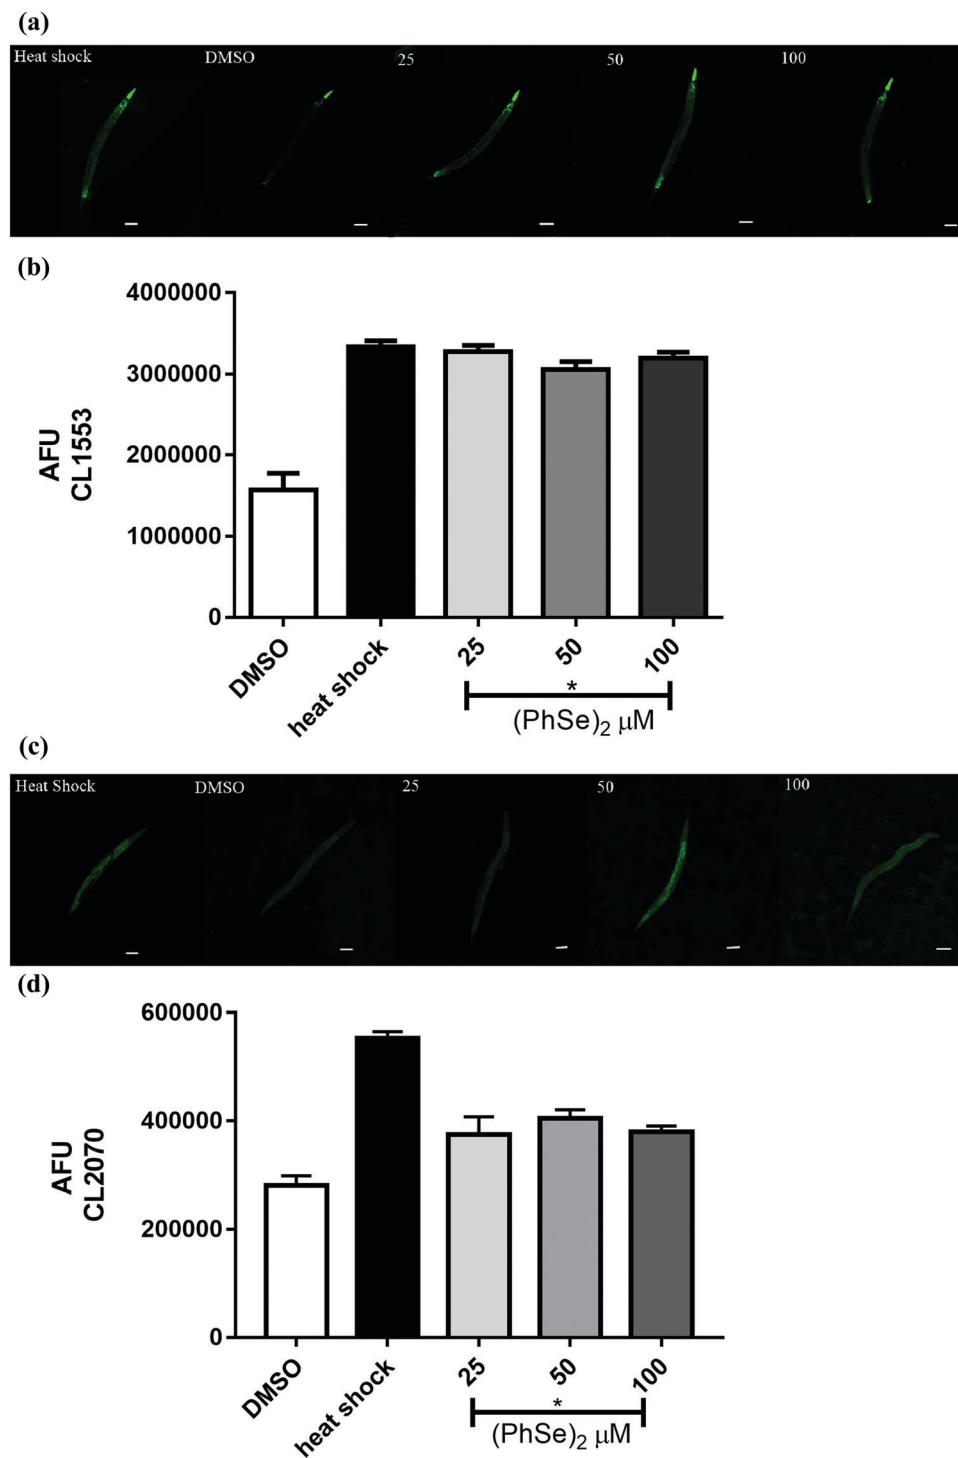 (a)
Heat shock DMSO 25 50 100
(b)
4000000
3000000
2000000
1000000
0
AFU
CL1553
DMSO heat shock 25 50 100
*
(PhSe)₂ μM
(c)
Heat Shock DMSO 25 50 100
(d)
600000
400000
200000
0
AFU
CL2070
DMSO heat shock 25 50 100
*
(PhSe)₂ μM